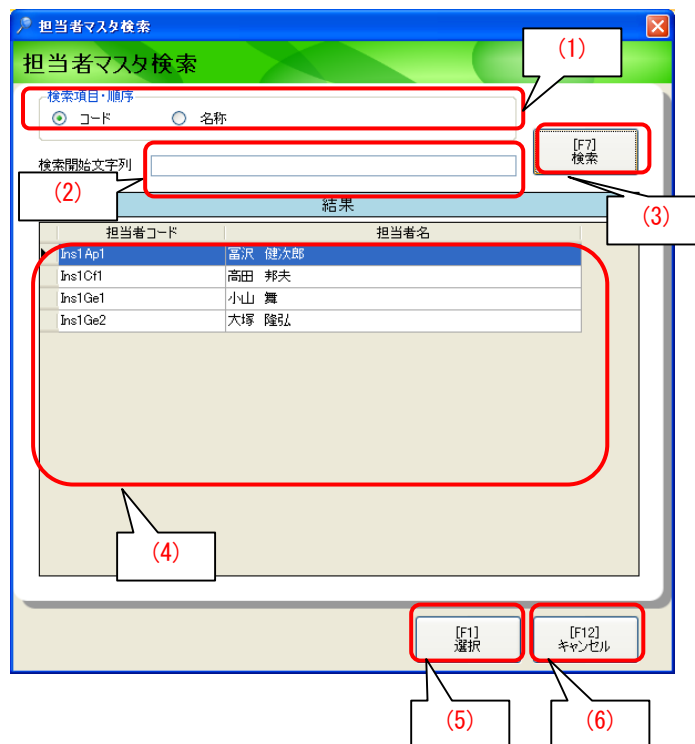 担当者マスタ検索
担当者マスタ検索
(1)
検索項目・順序
コード 名称
[F7]
検索
検索開始文字列
(2)
(3)
結果
担当者コード 担当者名
Ins1Ap1 冨沢 健次郎
Ins1Cf1 高田 邦夫
Ins1Ge1 小山 舞
Ins1Ge2 大塚 隆弘
(4)
[F1]
選択
[F12]
キャンセル
(5)
(6)